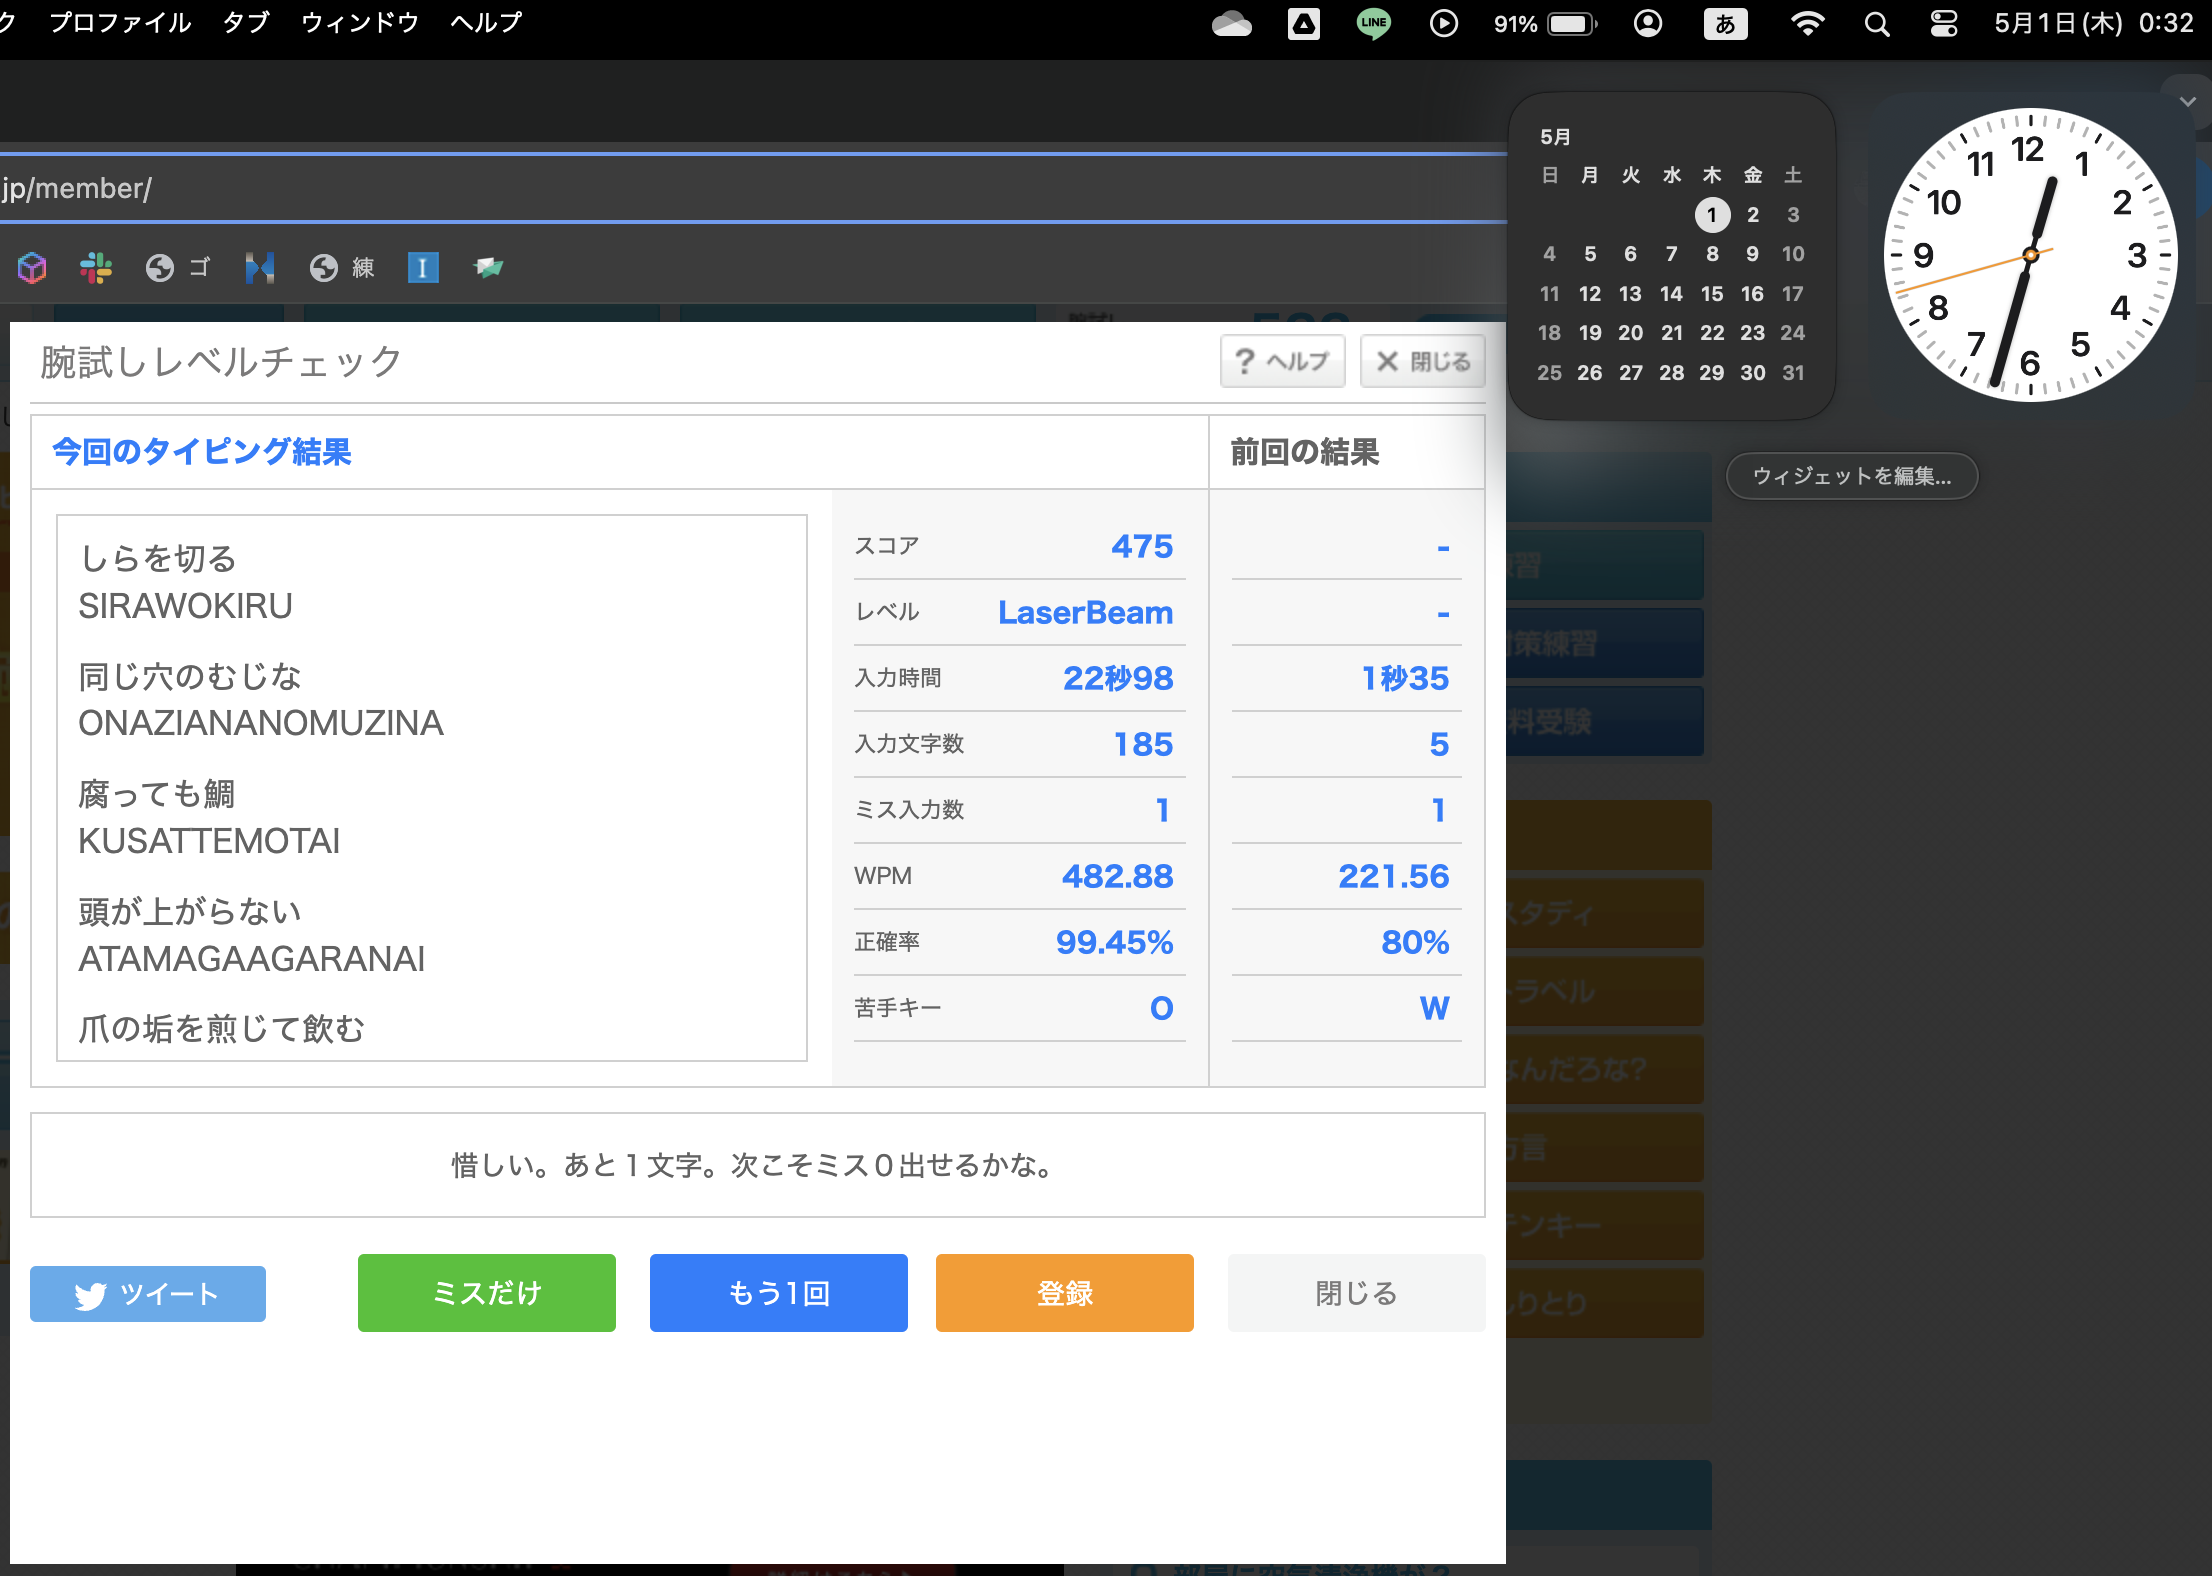 プロファイル タブ ウィンドウ ヘルプ
LINE 91% あ 5月1日(木) 0:32
jp/member/
ゴ 練 I
5月
日 月 火 水 木 金 土
1 2 3
4 5 6 7 8 9 10
11 12 13 14 15 16 17
18 19 20 21 22 23 24
25 26 27 28 29 30 31
12 1 2 3 4 5 6 7 8 9 10 11
ウィジェットを編集...
腕試しレベルチェック
? ヘルプ
× 閉じる
今回のタイピング結果 前回の結果
しらを切る
SIRAWOKIRU
同じ穴のむじな
ONAZIANANOMUZINA
腐っても鯛
KUSATTEMOTAI
頭が上がらない
ATAMAGAAGARANAI
爪の垢を煎じて飲む
スコア 475 -
レベル LaserBeam -
入力時間 22秒98 1秒35
入力文字数 185 5
ミス入力数 1 1
WPM 482.88 221.56
正確率 99.45% 80%
苦手キー O W
惜しい。あと１文字。次こそミス０出せるかな。
ツイート ミスだけ もう1回 登録 閉じる
習
策練習
料受験
スタディ
トラベル
なんだろな?
方言
テンキー
しりとり